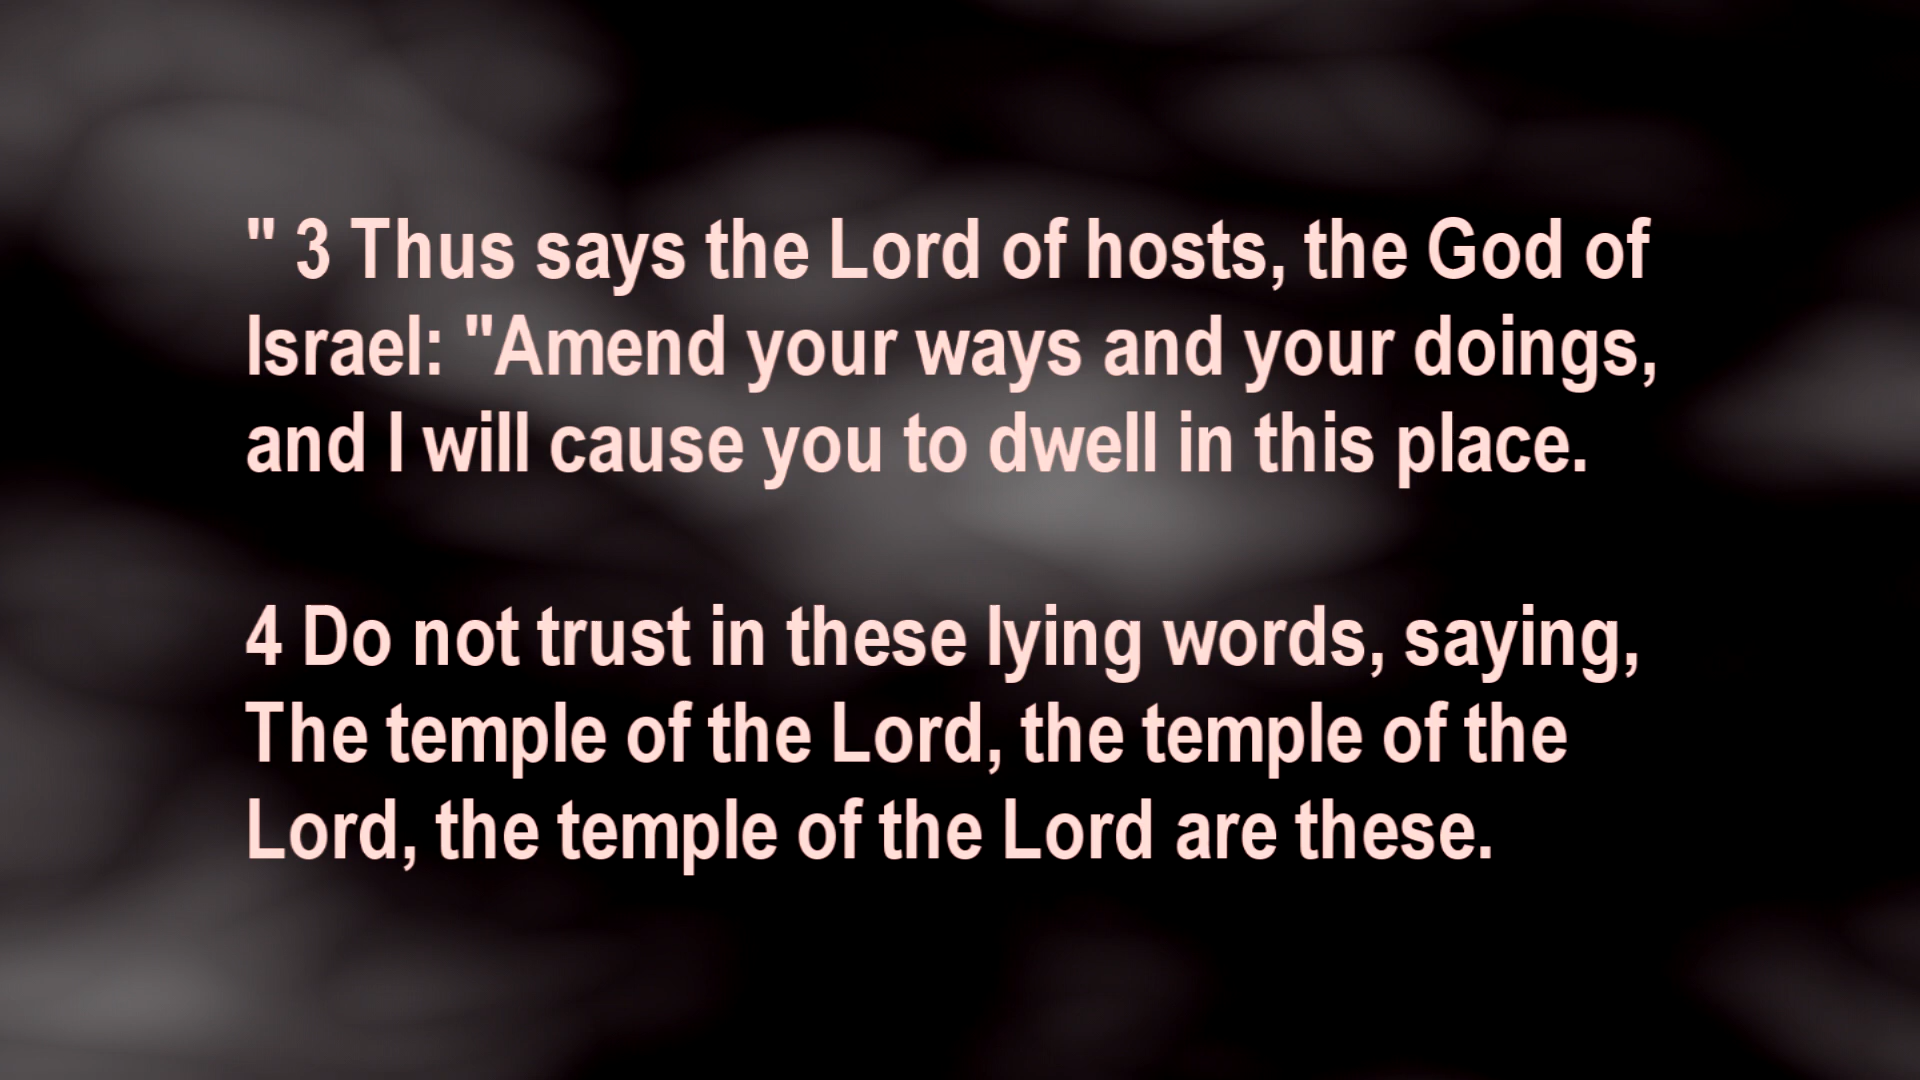 " 3 Thus says the Lord of hosts, the God of
Israel: "Amend your ways and your doings,
and I will cause you to dwell in this place.
4 Do not trust in these lying words, saying,
The temple of the Lord, the temple of the
Lord, the temple of the Lord are these.